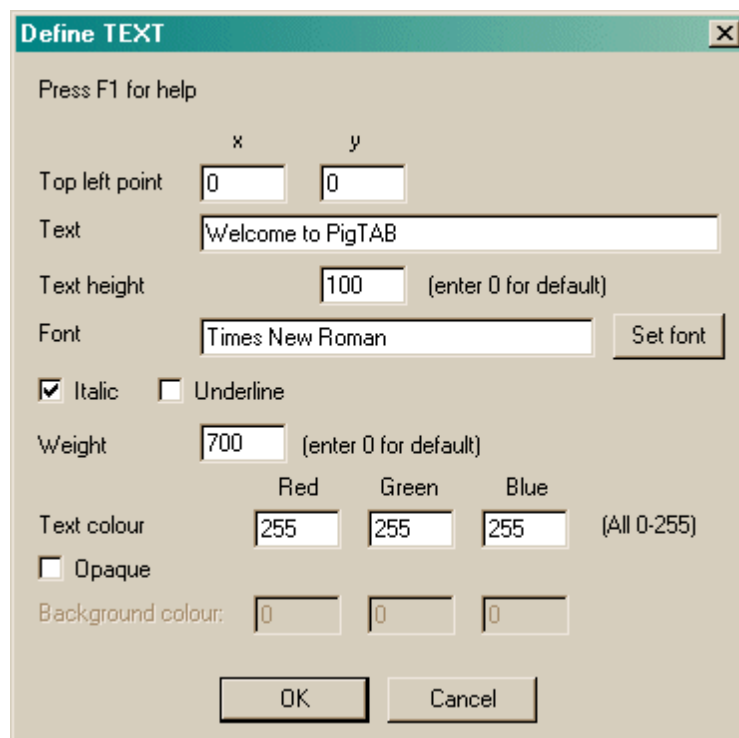 Define TEXT
Press F1 for help
x y
Top left point 0 0
Text Welcome to PigTAB
Text height 100 (enter 0 for default)
Font Times New Roman Set font
Italic Underline
Weight 700 (enter 0 for default)
Red Green Blue
Text colour 255 255 255 (All 0-255)
Opaque
Background colour: 0 0 0
OK Cancel